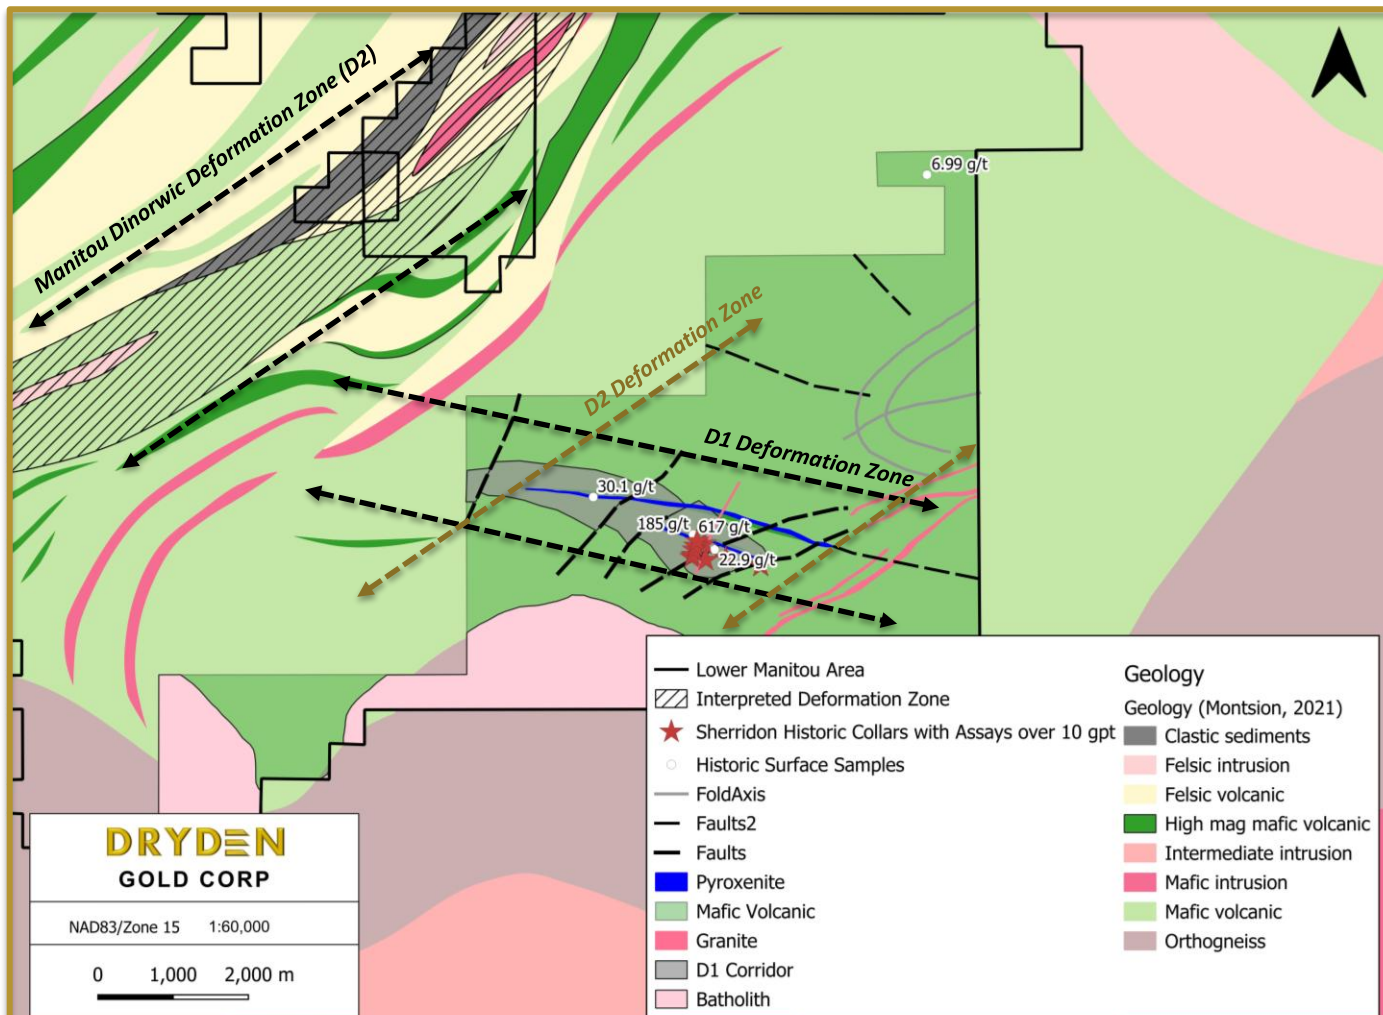 Manitou Dinorwic Deformation Zone (D2)
6.99 g/t
D2 Deformation Zone
D1 Deformation Zone
30.1 g/t
185 g/t
617 g/t
22.9 g/t
Lower Manitou Area
Interpreted Deformation Zone
Sherridon Historic Collars with Assays over 10 gpt
Historic Surface Samples
FoldAxis
Faults2
Faults
Pyroxenite
Mafic Volcanic
Granite
D1 Corridor
Batholith
Geology
Geology (Montsion, 2021)
Clastic sediments
Felsic intrusion
Felsic volcanic
High mag mafic volcanic
Intermediate intrusion
Mafic intrusion
Mafic volcanic
Orthogneiss
DRYDEN
GOLD CORP
NAD83/Zone 15 1:60,000
0 1,000 2,000 m